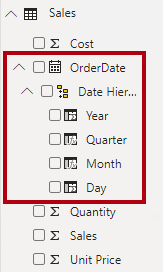 Sales
Σ Cost
OrderDate
Date Hier...
Year
Quarter
Month
Day
Σ Quantity
Σ Sales
Σ Unit Price